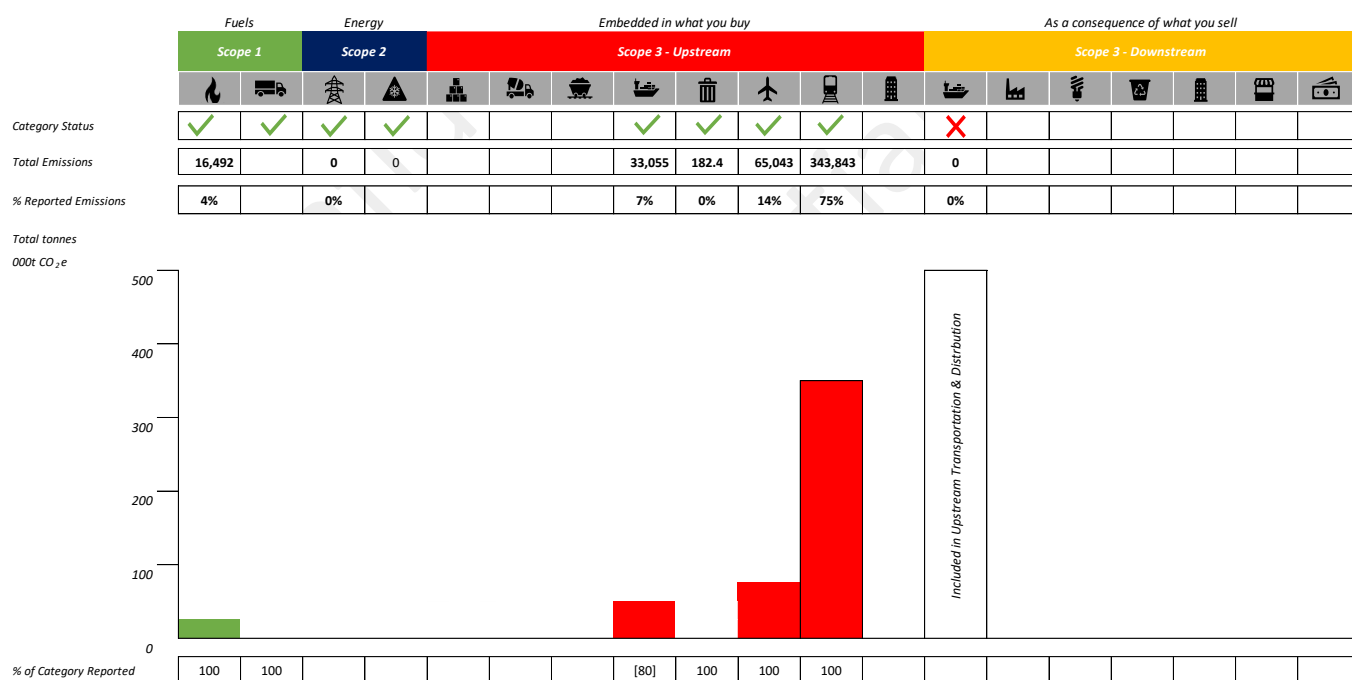 Fuels Energy Embedded in what you buy As a consequence of what you sell
Scope 1 Scope 2 Scope 3 - Upstream Scope 3 - Downstream
Category Status
Total Emissions 16,492 0 0 33,055 182.4 65,043 343,843 0
% Reported Emissions 4% 0% 7% 0% 14% 75% 0%
Total tonnes
000t CO₂e
500
400
300
200
100
0
Included in Upstream Transportation & Distrbution
% of Category Reported 100 100 [80] 100 100 100